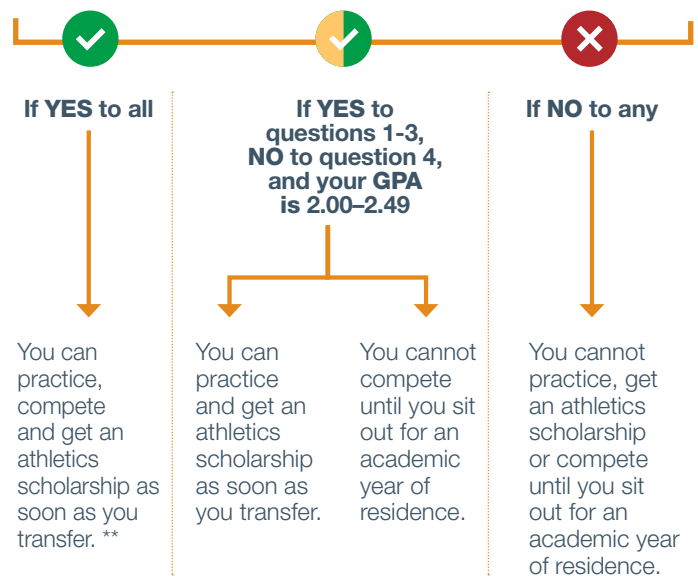 If YES to all
If YES to
questions 1-3,
NO to question 4,
and your GPA
is 2.00–2.49
If NO to any
You can
practice,
compete
and get an
athletics
scholarship as
soon as you
transfer. **
You can
practice
and get an
athletics
scholarship
as soon as
you transfer.
You cannot
compete
until you sit
out for an
academic
year of
residence.
You cannot
practice, get
an athletics
scholarship
or compete
until you sit
out for an
academic year
of residence.